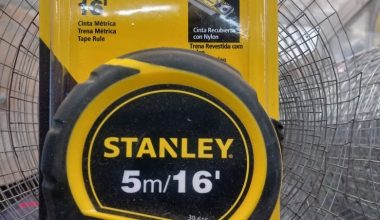 16'
Cinta Métrica
Trena Métrica
Tape Rule
Cinta Recubierta
con Nylon
Trena Revestida com
STANLEY
5m/16'